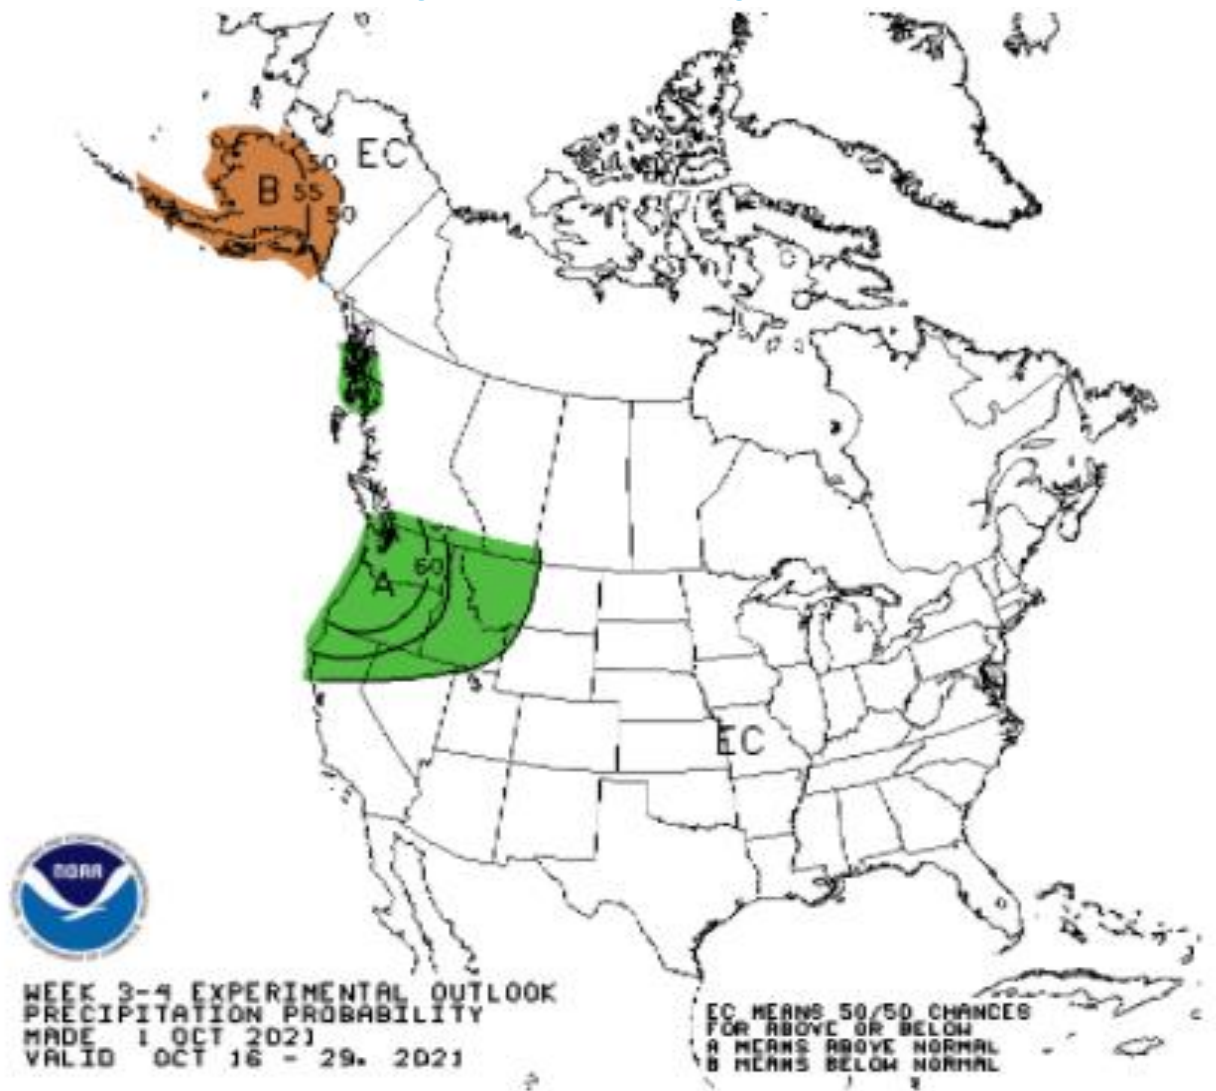 EC
50
B 55
50
60
A
EC
NOAA
WEEK 3-4 EXPERIMENTAL OUTLOOK
PRECIPITATION PROBABILITY
MADE 1 OCT 2021
VALID OCT 16 - 29. 2021
EC MEANS 50/50 CHANCES
FOR ABOVE OR BELOW
A MEANS ABOVE NORMAL
B MEANS BELOW NORMAL